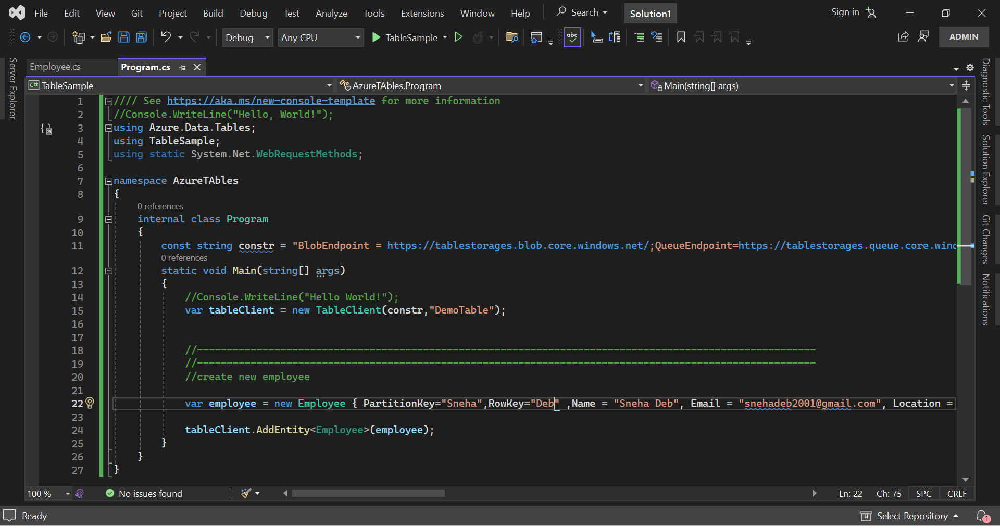 File Edit View Git Project Build Debug Test Analyze Tools Extensions Window Help Search Solution1 Sign in
Debug Any CPU TableSample abc ADMIN
Server Explorer
Employee.cs Program.cs
C# TableSample AzureTAbles.Program Main(string[] args)
1 //// See https://aka.ms/new-console-template for more information
2 //Console.WriteLine("Hello, World!");
3 using Azure.Data.Tables;
4 using TableSample;
5 using static System.Net.WebRequestMethods;
6
7 namespace AzureTAbles
8 {
0 references
9 internal class Program
10 {
11 const string constr = "BlobEndpoint = https://tablestorages.blob.core.windows.net/;QueueEndpoint=https://tablestorages.queue.core.wind
0 references
12 static void Main(string[] args)
13 {
14 //Console.WriteLine("Hello World!");
15 var tableClient = new TableClient(constr,"DemoTable");
16
17
18 //--------------------------------------------------------------------------------------------------------
19 //--------------------------------------------------------------------------------------------------------
20 //create new employee
21
22 var employee = new Employee { PartitionKey="Sneha",RowKey="Deb" ,Name = "Sneha Deb", Email = "snehadeb2001@gmail.com", Location =
23
24 tableClient.AddEntity<Employee>(employee);
25 }
26 }
27 }
Diagnostic Tools
Solution Explorer
Git Changes
Notifications
100 % No issues found Ln: 22 Ch: 75 SPC CRLF
Ready Select Repository 1